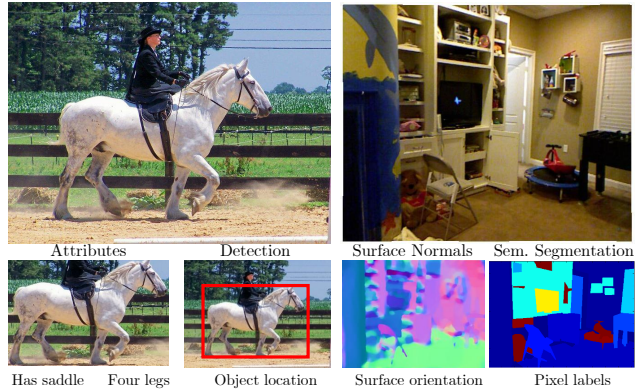 Attributes
Detection
Surface Normals
Sem. Segmentation
Has saddle
Four legs
Object location
Surface orientation
Pixel labels